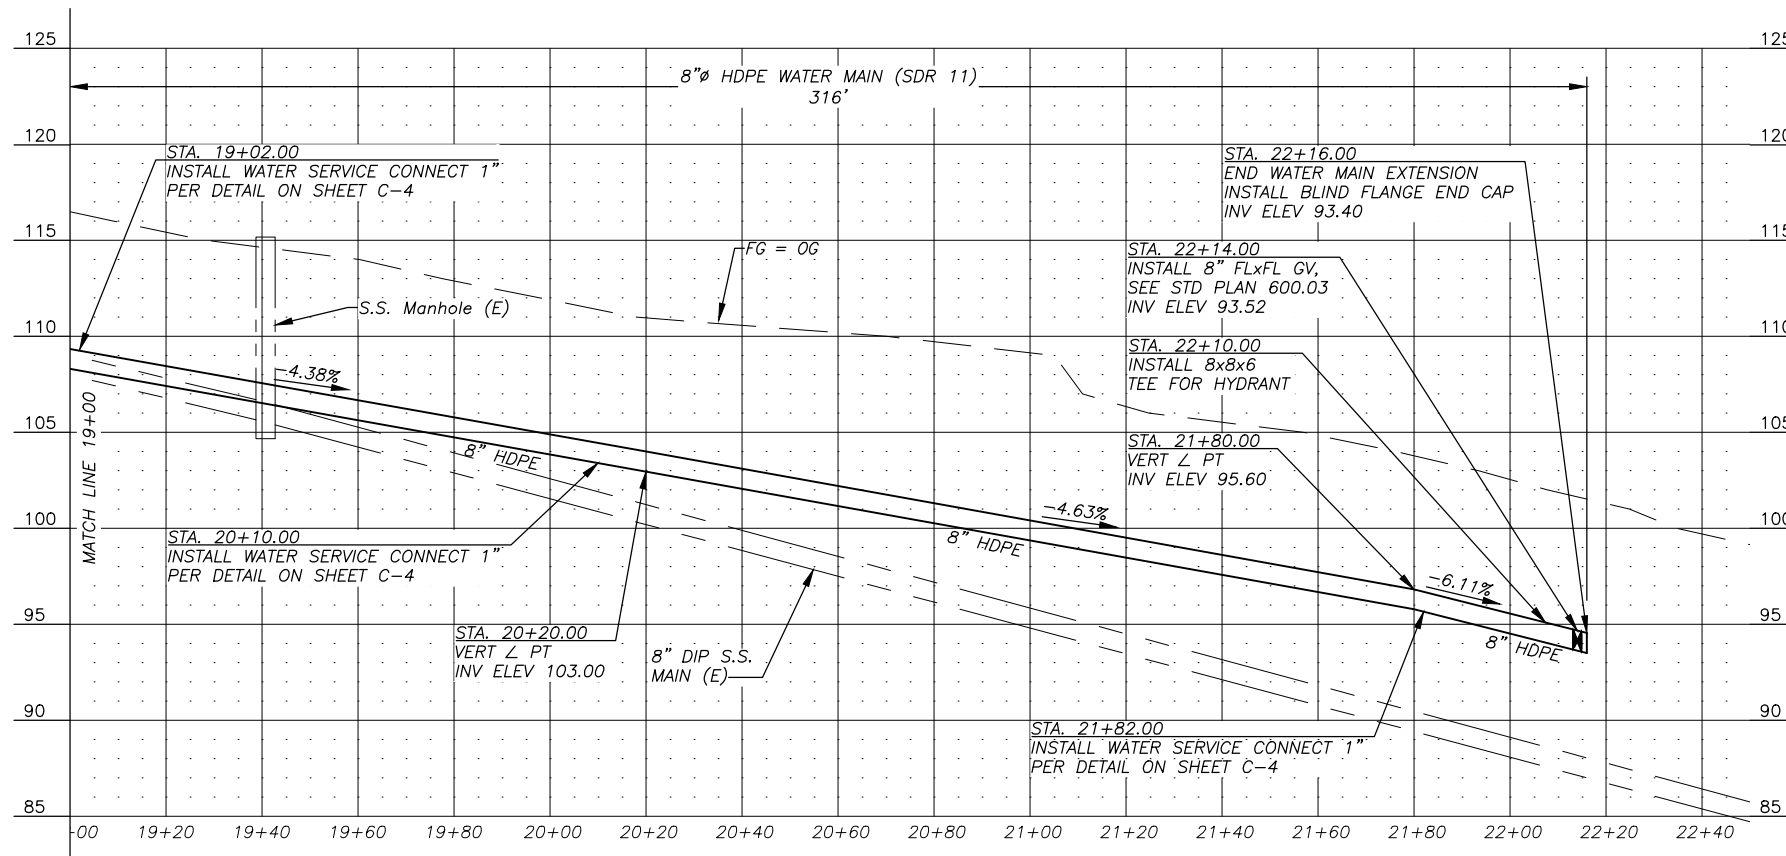 125
125
8"ø HDPE WATER MAIN (SDR 11)
316'
120
120
STA. 19+02.00
INSTALL WATER SERVICE CONNECT 1"
PER DETAIL ON SHEET C-4
STA. 22+16.00
END WATER MAIN EXTENSION
INSTALL BLIND FLANGE END CAP
INV ELEV 93.40
115
115
FG = OG
STA. 22+14.00
INSTALL 8" FLxFL GV,
SEE STD PLAN 600.03
INV ELEV 93.52
S.S. Manhole (E)
110
110
STA. 22+10.00
INSTALL 8x8x6
TEE FOR HYDRANT
-4.38%
105
105
MATCH LINE 19+00
8" HDPE
STA. 21+80.00
VERT ∠ PT
INV ELEV 95.60
100
100
STA. 20+10.00
INSTALL WATER SERVICE CONNECT 1"
PER DETAIL ON SHEET C-4
-4.63%
8" HDPE
-6.11%
95
95
STA. 20+20.00
VERT ∠ PT
INV ELEV 103.00
8" DIP S.S.
MAIN (E)
8" HDPE
90
90
STA. 21+82.00
INSTALL WATER SERVICE CONNECT 1"
PER DETAIL ON SHEET C-4
85
85
+00 19+20 19+40 19+60 19+80 20+00 20+20 20+40 20+60 20+80 21+00 21+20 21+40 21+60 21+80 22+00 22+20 22+40